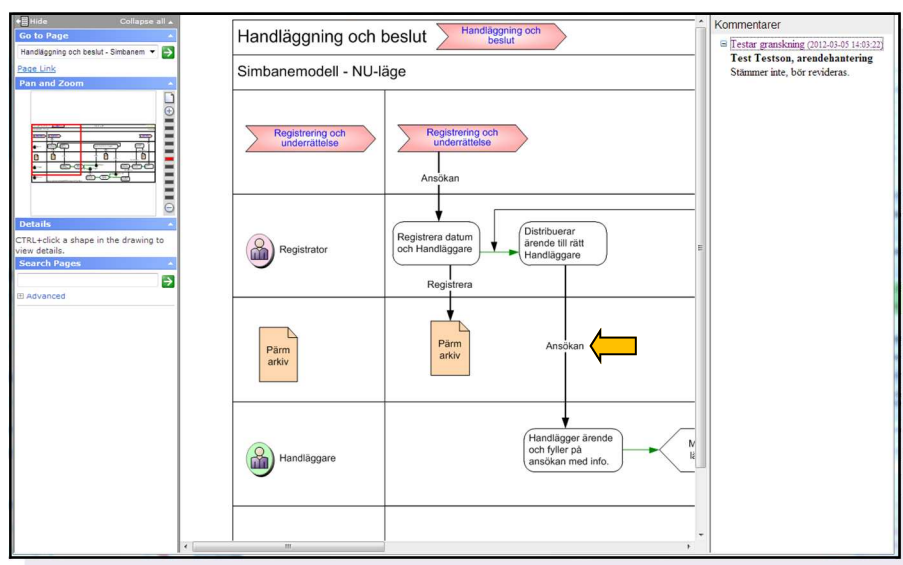 Hide Collapse all
Go to Page
Handläggning och beslut - Simbanem
Page Link
Pan and Zoom
Details
CTRL+click a shape in the drawing to
view details.
Search Pages
Advanced
Handläggning och beslut
Handläggning och
beslut
Simbanemodell - NU-läge
Registrering och
underrättelse
Registrering och
underrättelse
Ansökan
Registrator
Registrera datum
och Handläggare
Distribuerar
ärende till rätt
Handläggare
Registrera
Pärm
arkiv
Pärm
arkiv
Ansökan
Handläggare
Handlägger ärende
och fyller på
ansökan med info.
M
lä
Kommentarer
Testar granskning (2012-03-05 14:03:22)
Test Testson, arendehantering
Stämmer inte, bör revideras.